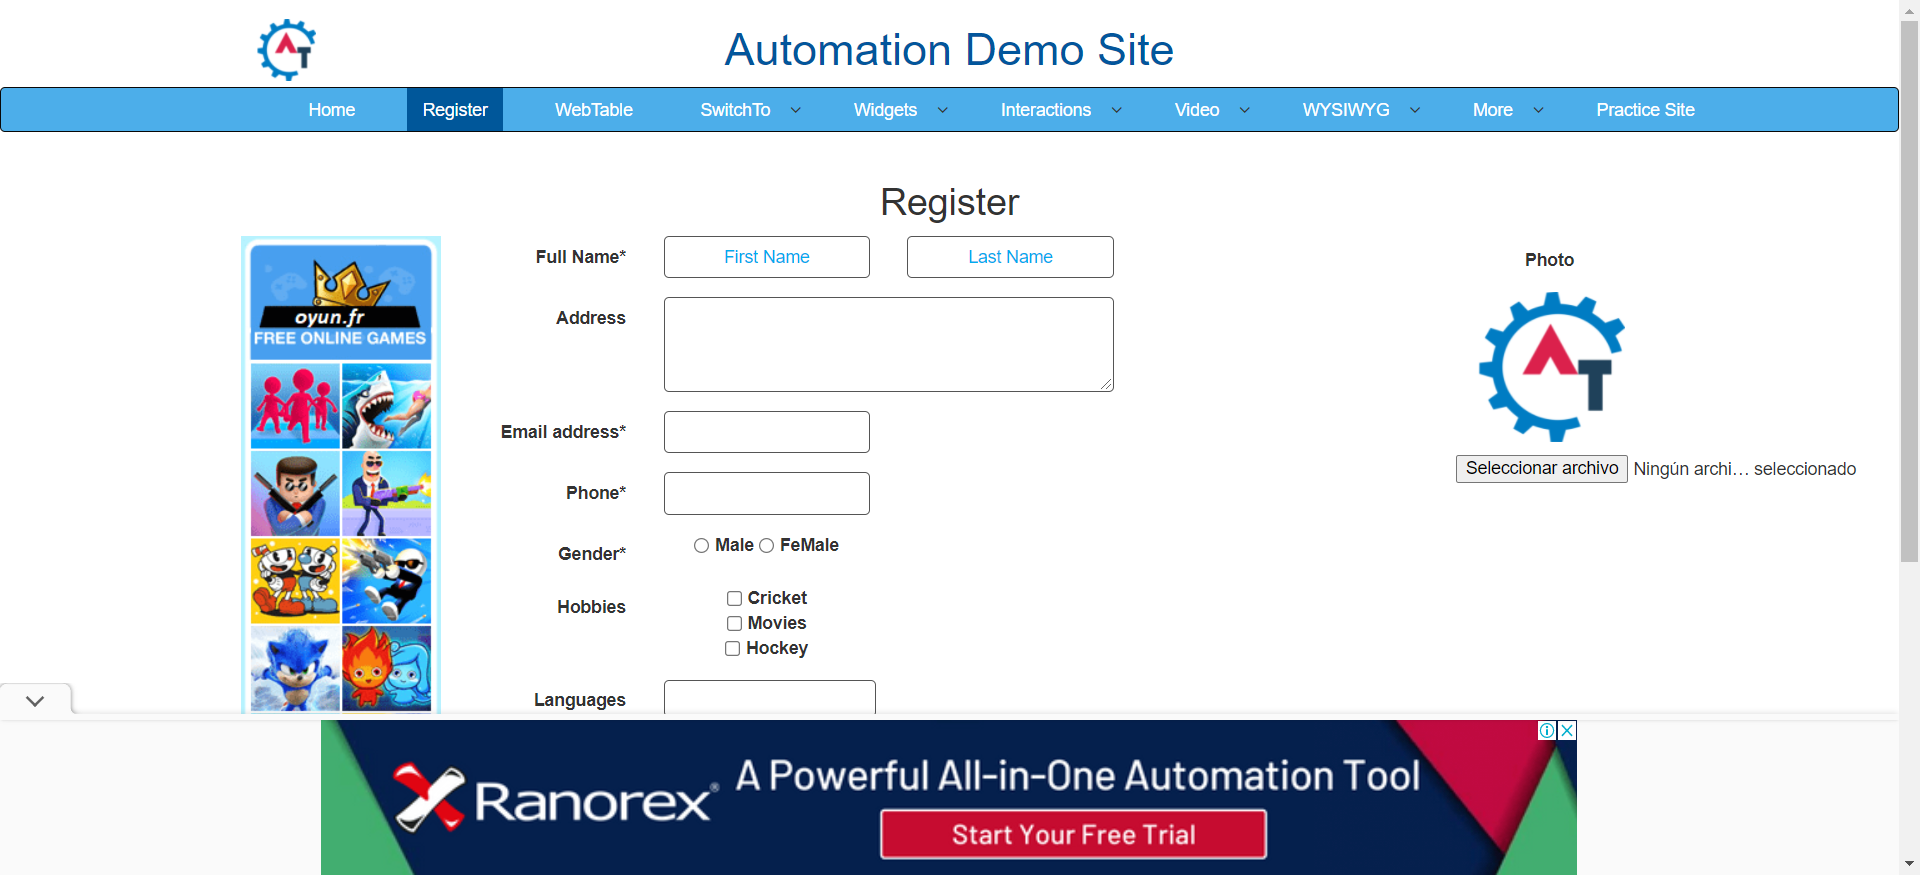 AT
Automation Demo Site
Home Register WebTable SwitchTo Widgets Interactions Video WYSIWYG More Practice Site
Register
oyun.fr
FREE ONLINE GAMES
Full Name* First Name Last Name
Photo
Address
AT
Email address*
Seleccionar archivo Ningún archi… seleccionado
Phone*
Gender* Male FeMale
Hobbies Cricket
Movies
Hockey
Languages
Ranorex®
A Powerful All-in-One Automation Tool
Start Your Free Trial